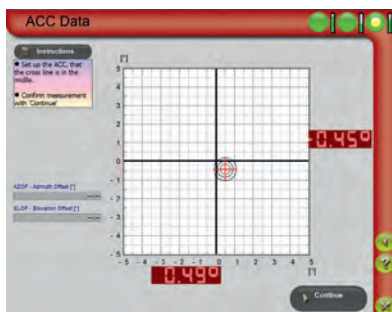 ACC Data
Instructions
• Set up the ACC, that
the cross line is in the
middle.
• Confirm measurement
with 'Continue'
[°]
5
4
3
2
1
0
- 1
- 2
- 3
- 4
- 5
- 5 - 4 - 3 - 2 - 1 0 1 2 3 4 5
[°]
-0.45°
0.49°
AZOF - Azimuth Offset [°]
--.--
ELOF - Elevation Offset [°]
--.--
Continue
?